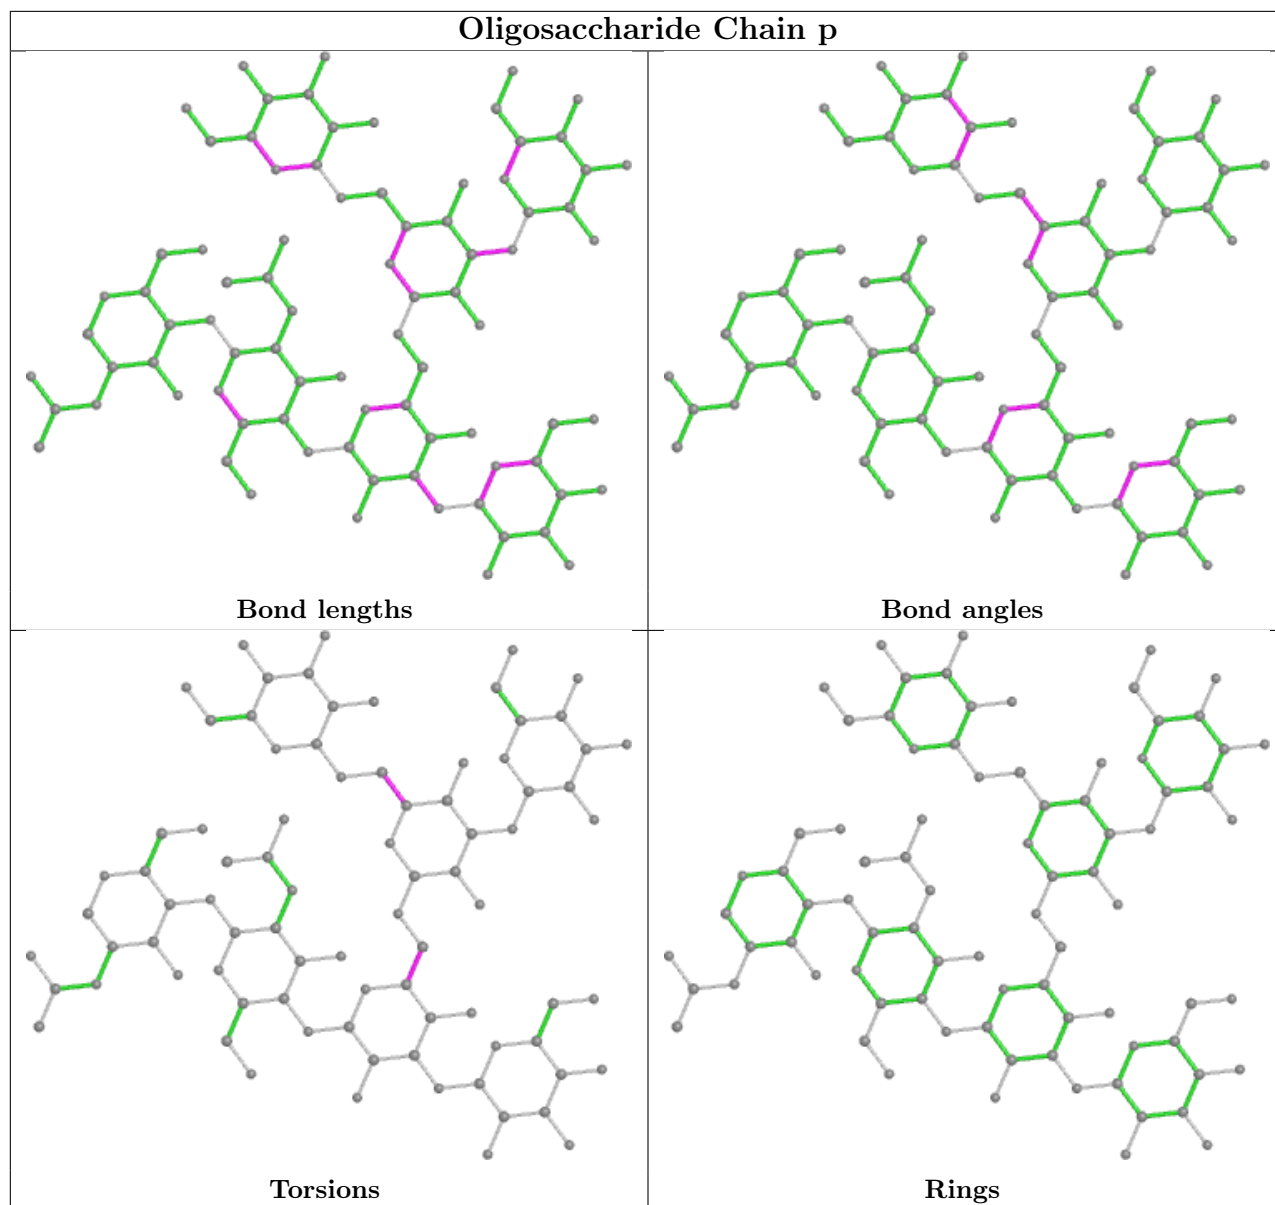 Oligosaccharide Chain p
Bond lengths
Bond angles
Torsions
Rings